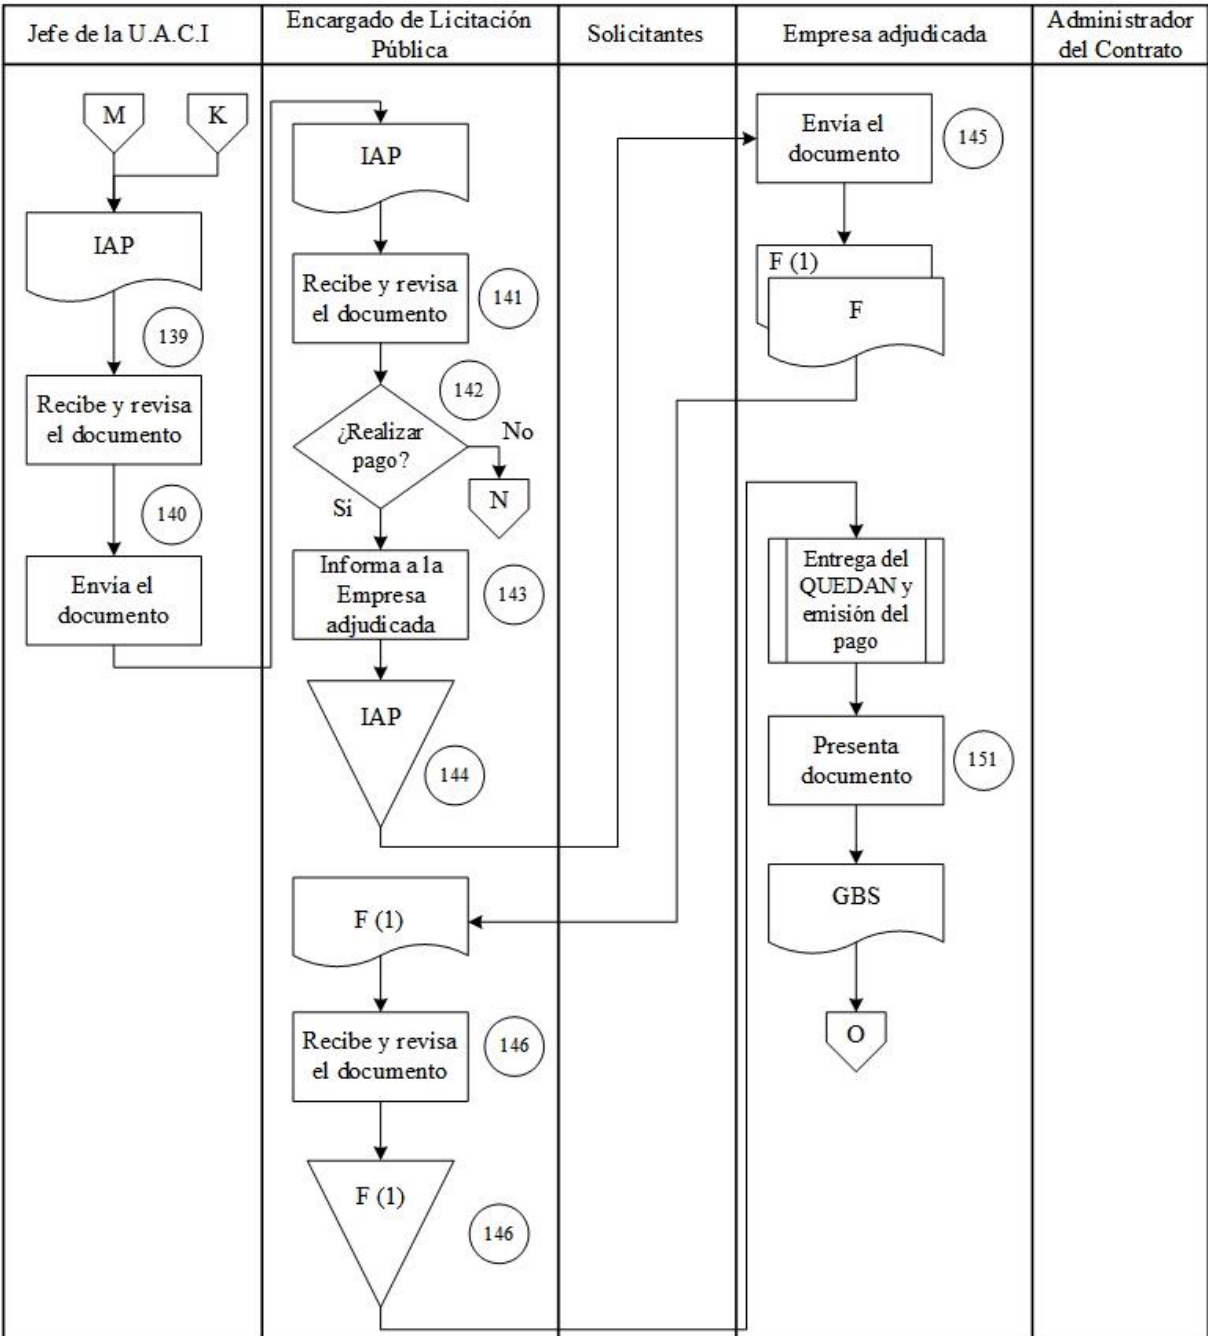 Jefe de la U.A.C.I
Encargado de Licitación
Pública
Solicitantes
Empresa adjudicada
Administrador
del Contrato
M
K
IAP
139
Recibe y revisa
el documento
140
Envía el
documento
IAP
Recibe y revisa
el documento
141
142
¿Realizar
pago?
No
N
Si
Informa a la
Empresa
adjudicada
143
IAP
144
F (1)
Recibe y revisa
el documento
146
F (1)
146
Envía el
documento
145
F (1)
F
Entrega del
QUEDAN y
emisión del
pago
Presenta
documento
151
GBS
O